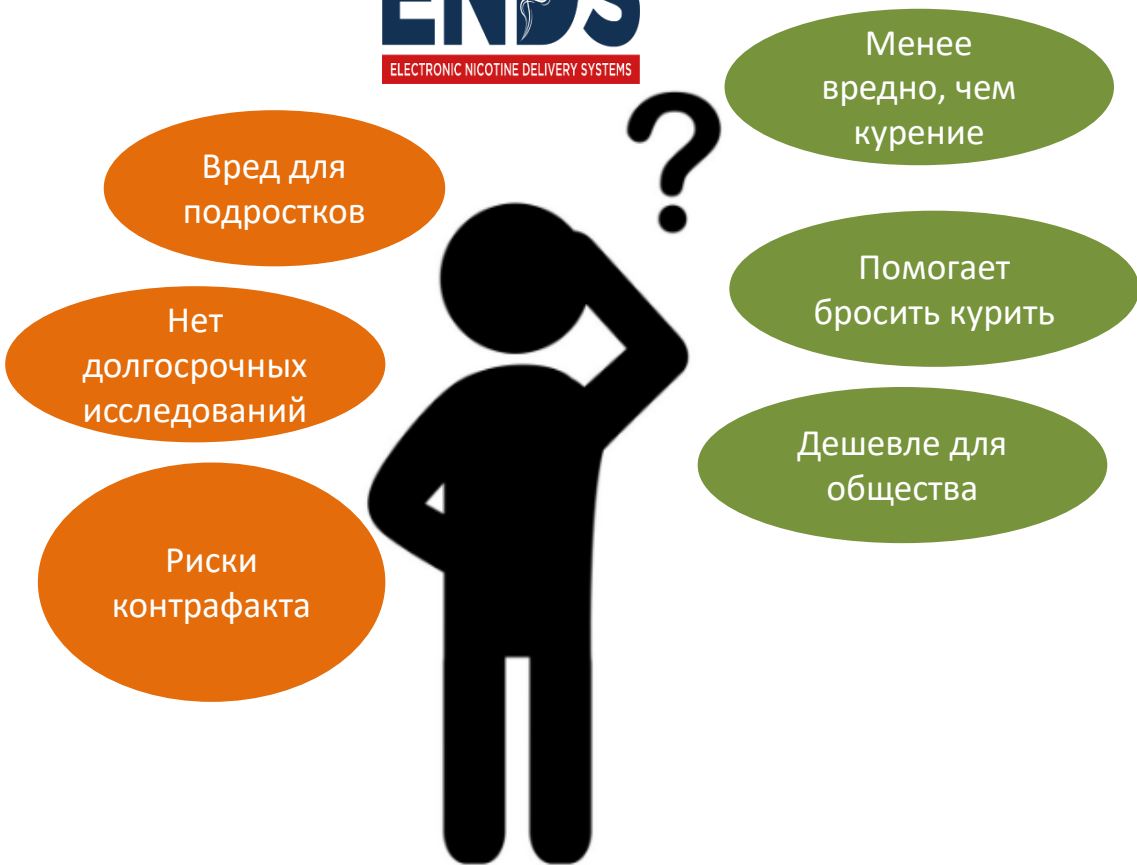 ENDS
ELECTRONIC NICOTINE DELIVERY SYSTEMS
?
Вред для
подростков
Нет
долгосрочных
исследований
Риски
контрафакта
Менее
вредно, чем
курение
Помогает
бросить курить
Дешевле для
общества